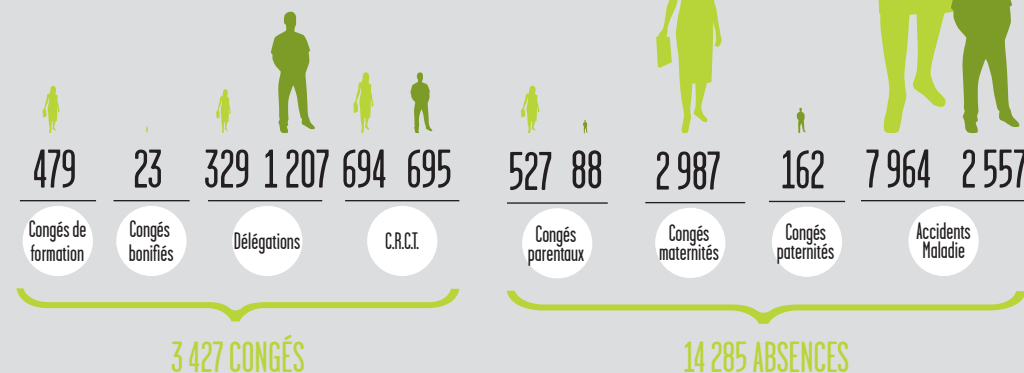 479 23 329 1 207 694 695 527 88 2 987 162 7 964 2 557
Congés de
formation
Congés
bonifiés
Délégations
C.R.C.T.
Congés
parentaux
Congés
maternités
Congés
paternités
Accidents
Maladie
3 427 CONGÉS
14 285 ABSENCES